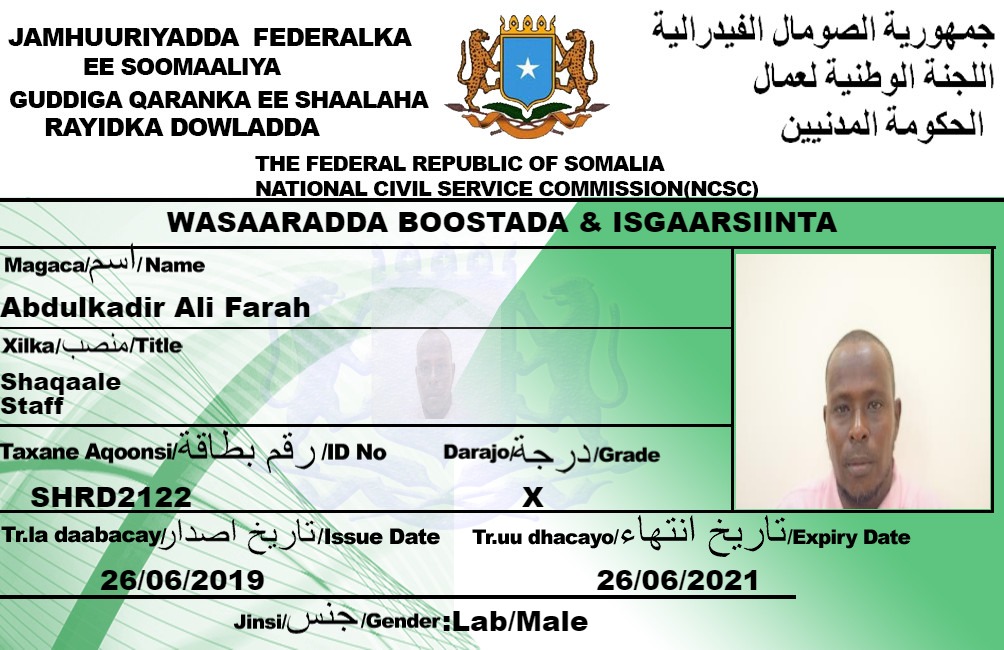 JAMHUURIYADDA FEDERALKA
EE SOOMAALIYA
GUDDIGA QARANKA EE SHAALAHA
RAYIDKA DOWLADDA
جمهورية الصومال الفيدرالية
اللجنة الوطنية لعمال
الحكومة المدنيين
THE FEDERAL REPUBLIC OF SOMALIA
NATIONAL CIVIL SERVICE COMMISSION(NCSC)
WASAARADDA BOOSTADA & ISGAARSIINTA
Magaca/اسم/Name
Abdulkadir Ali Farah
Xilka/منصب/Title
Shaqaale
Staff
Taxane Aqoonsi/رقم بطاقة/ID No
SHRD2122
Darajo/درجة/Grade
X
Tr.la daabacay/تاريخ اصدار/Issue Date
26/06/2019
Tr.uu dhacayo/تاريخ انتهاء/Expiry Date
26/06/2021
Jinsi/جنس/Gender:Lab/Male